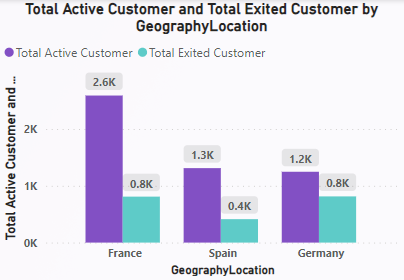 Total Active Customer and Total Exited Customer by
GeographyLocation
Total Active Customer Total Exited Customer
Total Active Customer and ...
2K
1K
0K
2.6K
0.8K
1.3K
0.4K
1.2K
0.8K
France Spain Germany
GeographyLocation